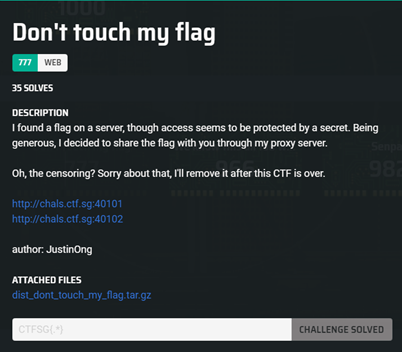 Don't touch my flag
777 WEB
35 SOLVES
DESCRIPTION
I found a flag on a server, though access seems to be protected by a secret. Being
generous, I decided to share the flag with you through my proxy server.
Oh, the censoring? Sorry about that, I'll remove it after this CTF is over.
http://chals.ctf.sg:40101
http://chals.ctf.sg:40102
author: JustinOng
ATTACHED FILES
dist_dont_touch_my_flag.tar.gz
CTFSG{.*} CHALLENGE SOLVED